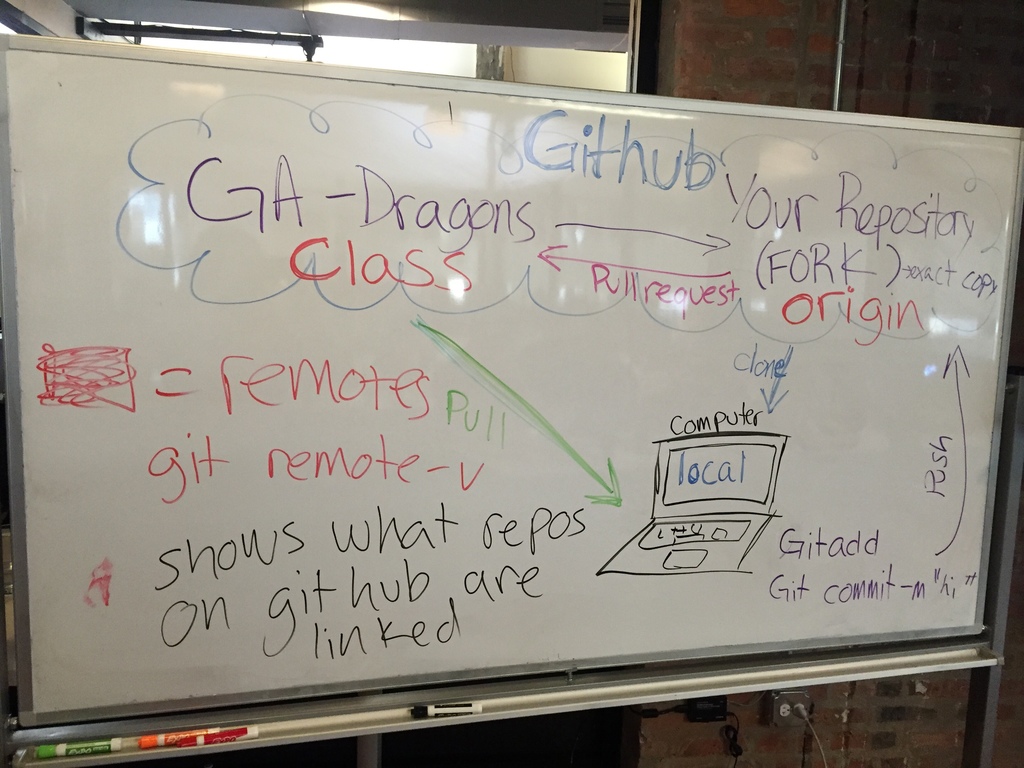 Github
GA-Dragons
Class
Your Repository
(FORK)→exact copy
origin
Pull request
= remotes
git remote-v
Pull
clone
computer
local
Push
shows what repos
on github are
linked
Git add
Git commit-m "hi"